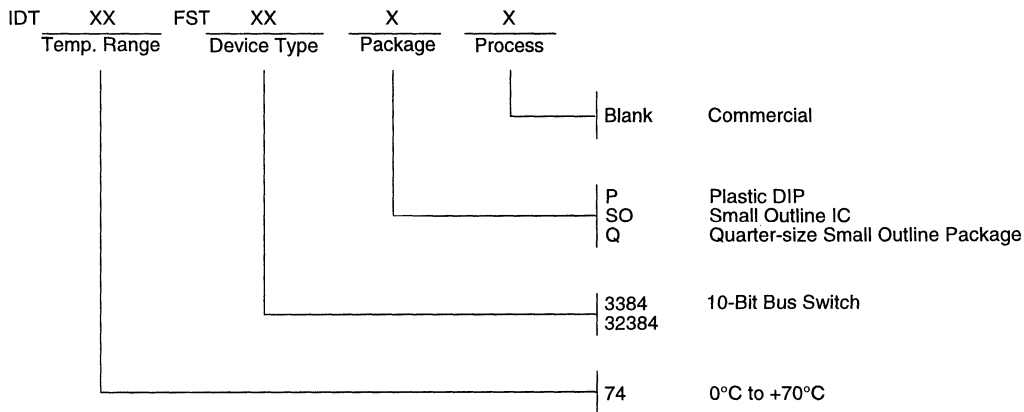 IDT XX FST XX X X
Temp. Range Device Type Package Process
Blank Commercial
P Plastic DIP
SO Small Outline IC
Q Quarter-size Small Outline Package
3384 10-Bit Bus Switch
32384
74 0°C to +70°C